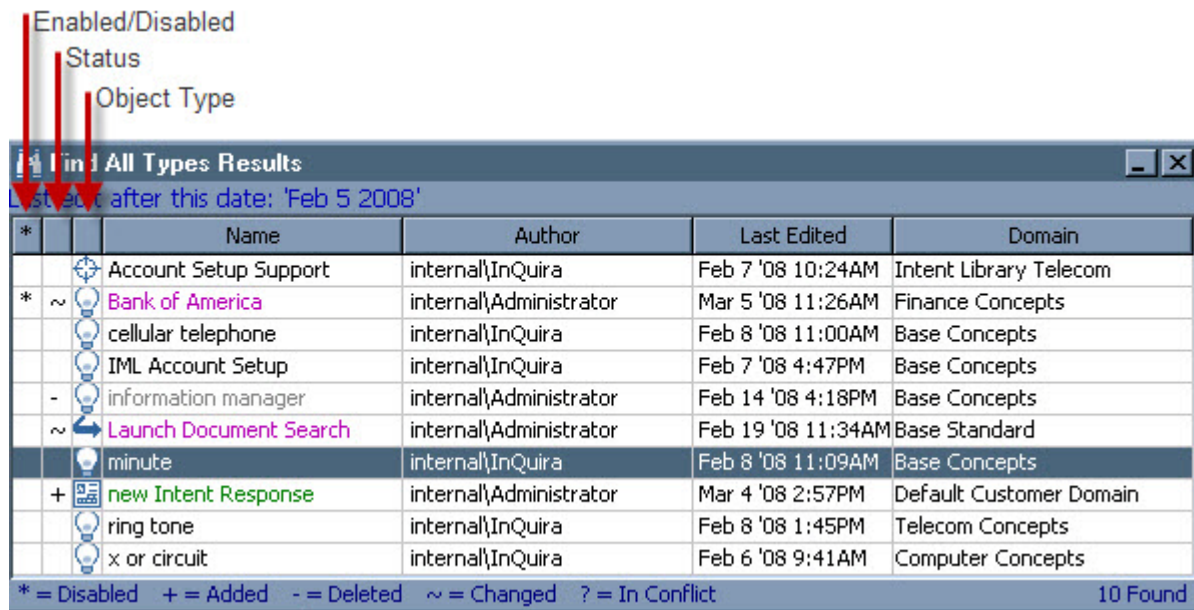 Enabled/Disabled
Status
Object Type
Find All Types Results
Last edit after this date: 'Feb 5 2008'
* Name Author Last Edited Domain
Account Setup Support internal\InQuira Feb 7 '08 10:24AM Intent Library Telecom
* ~ Bank of America internal\Administrator Mar 5 '08 11:26AM Finance Concepts
cellular telephone internal\InQuira Feb 8 '08 11:00AM Base Concepts
IML Account Setup internal\InQuira Feb 7 '08 4:47PM Base Concepts
- information manager internal\Administrator Feb 14 '08 4:18PM Base Concepts
~ Launch Document Search internal\Administrator Feb 19 '08 11:34AM Base Standard
minute internal\InQuira Feb 8 '08 11:09AM Base Concepts
+ new Intent Response internal\Administrator Mar 4 '08 2:57PM Default Customer Domain
ring tone internal\InQuira Feb 8 '08 1:45PM Telecom Concepts
x or circuit internal\InQuira Feb 6 '08 9:41AM Computer Concepts
* = Disabled + = Added - = Deleted ~ = Changed ? = In Conflict 10 Found